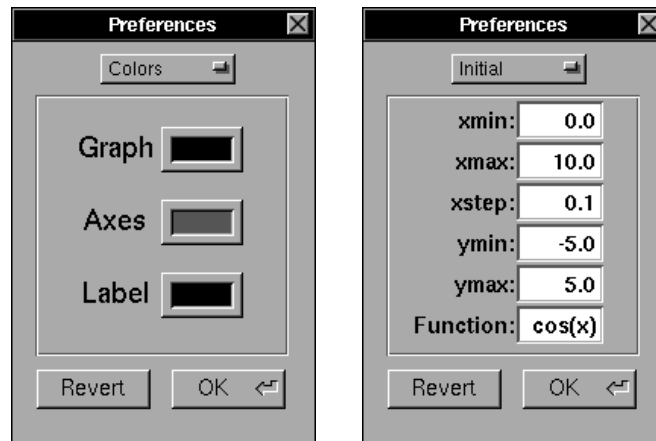 Preferences
Colors
Graph
Axes
Label
Revert OK
Preferences
Initial
xmin: 0.0
xmax: 10.0
xstep: 0.1
ymin: -5.0
ymax: 5.0
Function: cos(x)
Revert OK